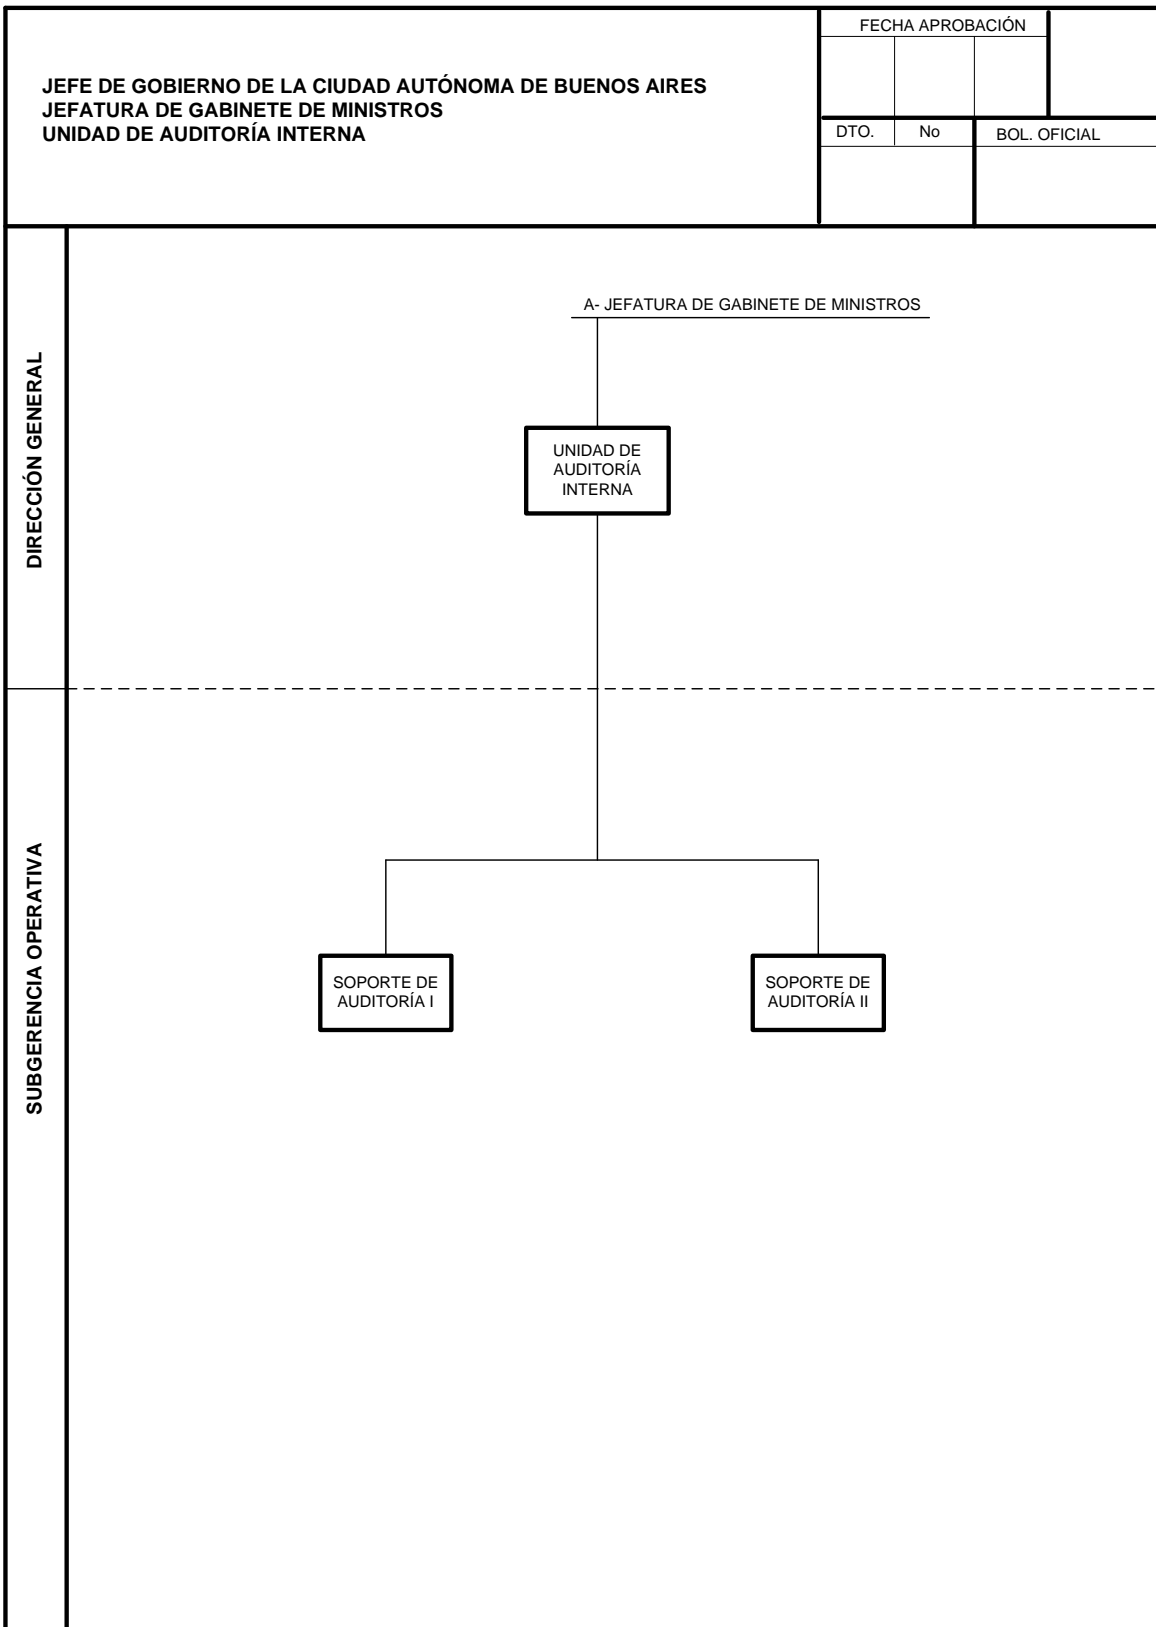 JEFE DE GOBIERNO DE LA CIUDAD AUTÓNOMA DE BUENOS AIRES
JEFATURA DE GABINETE DE MINISTROS
UNIDAD DE AUDITORÍA INTERNA
FECHA APROBACIÓN
DTO.
No
BOL. OFICIAL
DIRECCIÓN GENERAL
A- JEFATURA DE GABINETE DE MINISTROS
UNIDAD DE
AUDITORÍA
INTERNA
SUBGERENCIA OPERATIVA
SOPORTE DE
AUDITORÍA I
SOPORTE DE
AUDITORÍA II